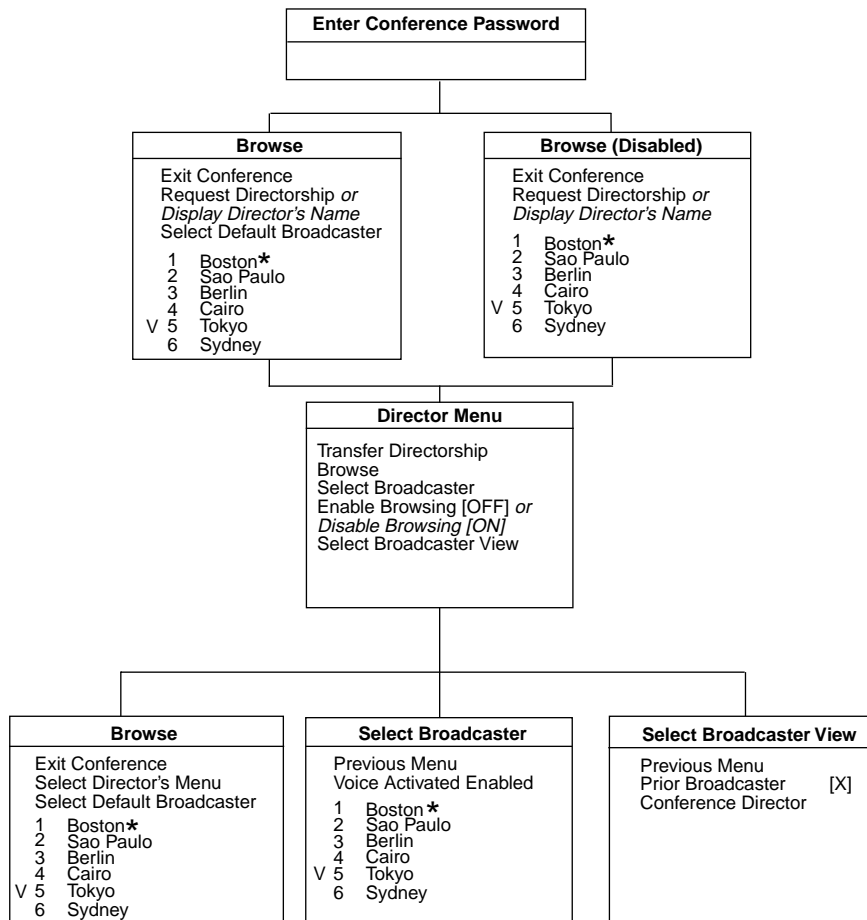 Enter Conference Password
Browse
Exit Conference
Request Directorship or
Display Director's Name
Select Default Broadcaster
1 Boston*
2 Sao Paulo
3 Berlin
4 Cairo
V 5 Tokyo
6 Sydney
Browse (Disabled)
Exit Conference
Request Directorship or
Display Director's Name
1 Boston*
2 Sao Paulo
3 Berlin
4 Cairo
V 5 Tokyo
6 Sydney
Director Menu
Transfer Directorship
Browse
Select Broadcaster
Enable Browsing [OFF] or
Disable Browsing [ON]
Select Broadcaster View
Browse
Exit Conference
Select Director's Menu
Select Default Broadcaster
1 Boston*
2 Sao Paulo
3 Berlin
4 Cairo
V 5 Tokyo
6 Sydney
Select Broadcaster
Previous Menu
Voice Activated Enabled
1 Boston*
2 Sao Paulo
3 Berlin
4 Cairo
V 5 Tokyo
6 Sydney
Select Broadcaster View
Previous Menu
Prior Broadcaster [X]
Conference Director